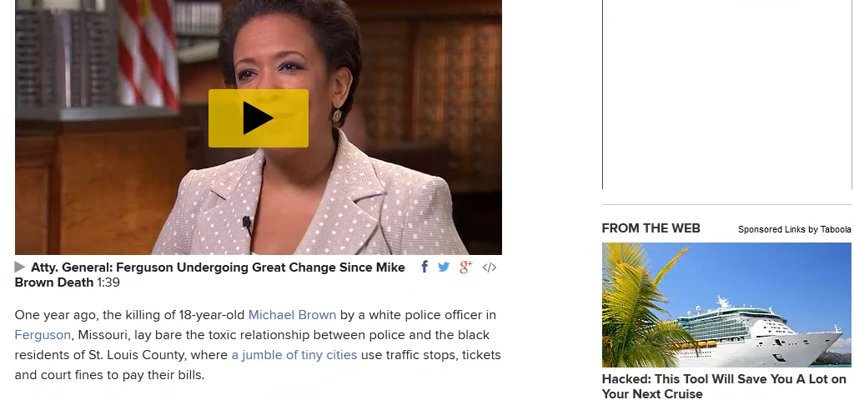 Atty. General: Ferguson Undergoing Great Change Since Mike
Brown Death 1:39
One year ago, the killing of 18-year-old Michael Brown by a white police officer in
Ferguson, Missouri, lay bare the toxic relationship between police and the black
residents of St. Louis County, where a jumble of tiny cities use traffic stops, tickets
and court fines to pay their bills.
FROM THE WEB
Sponsored Links by Taboola
Hacked: This Tool Will Save You A Lot on
Your Next Cruise